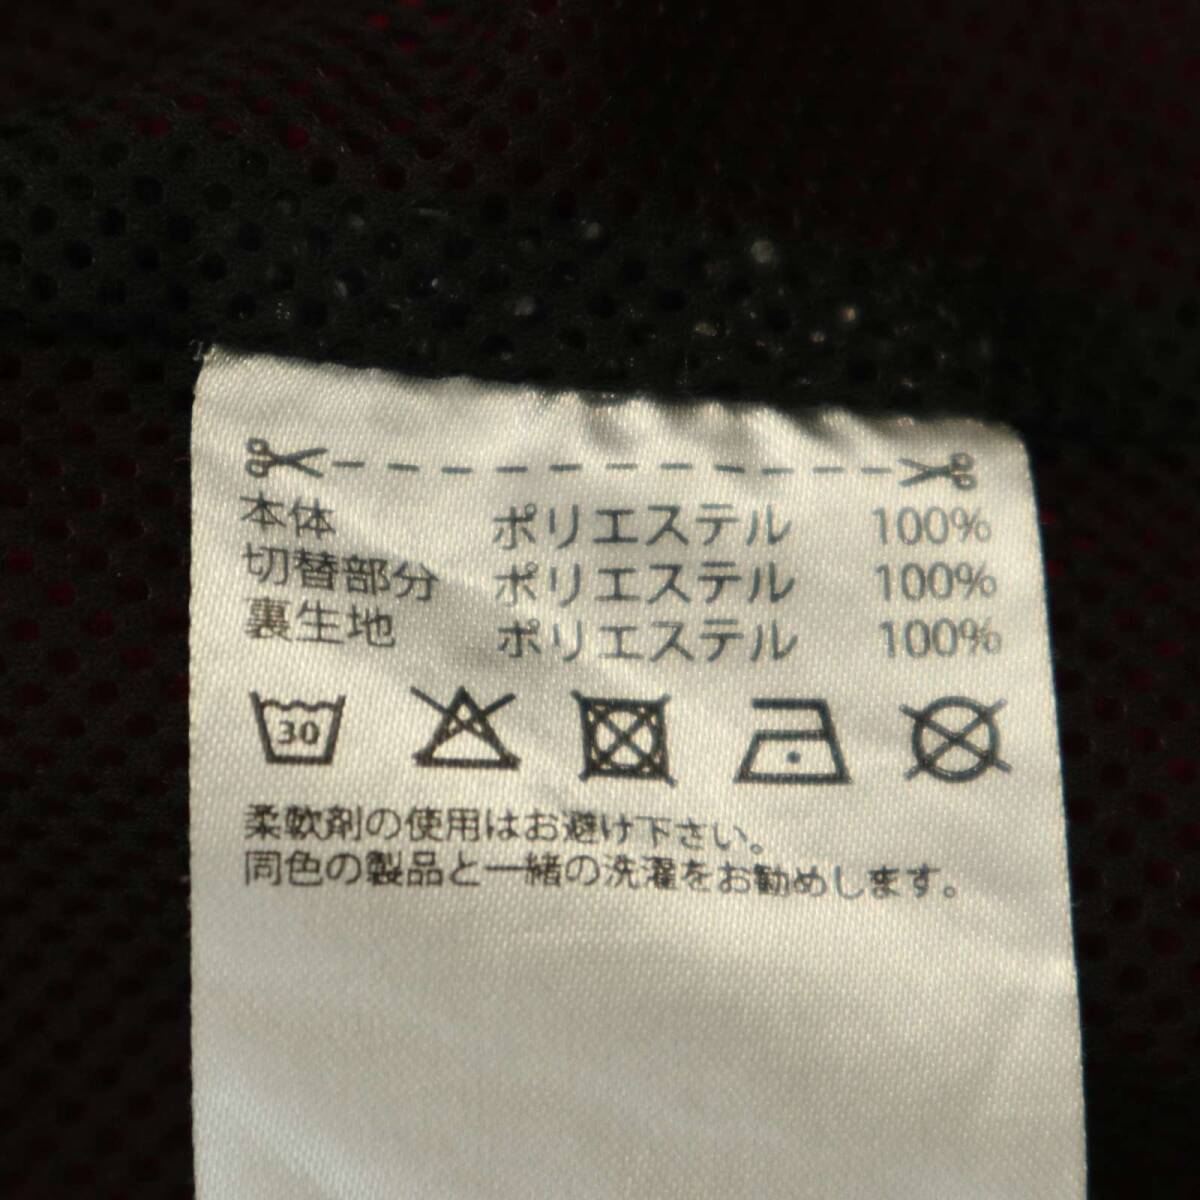 本体 ポリエステル 100%
切替部分 ポリエステル 100%
裏生地 ポリエステル 100%
30
柔軟剤の使用はお避け下さい。
同色の製品と一緒の洗濯をお勧めします。